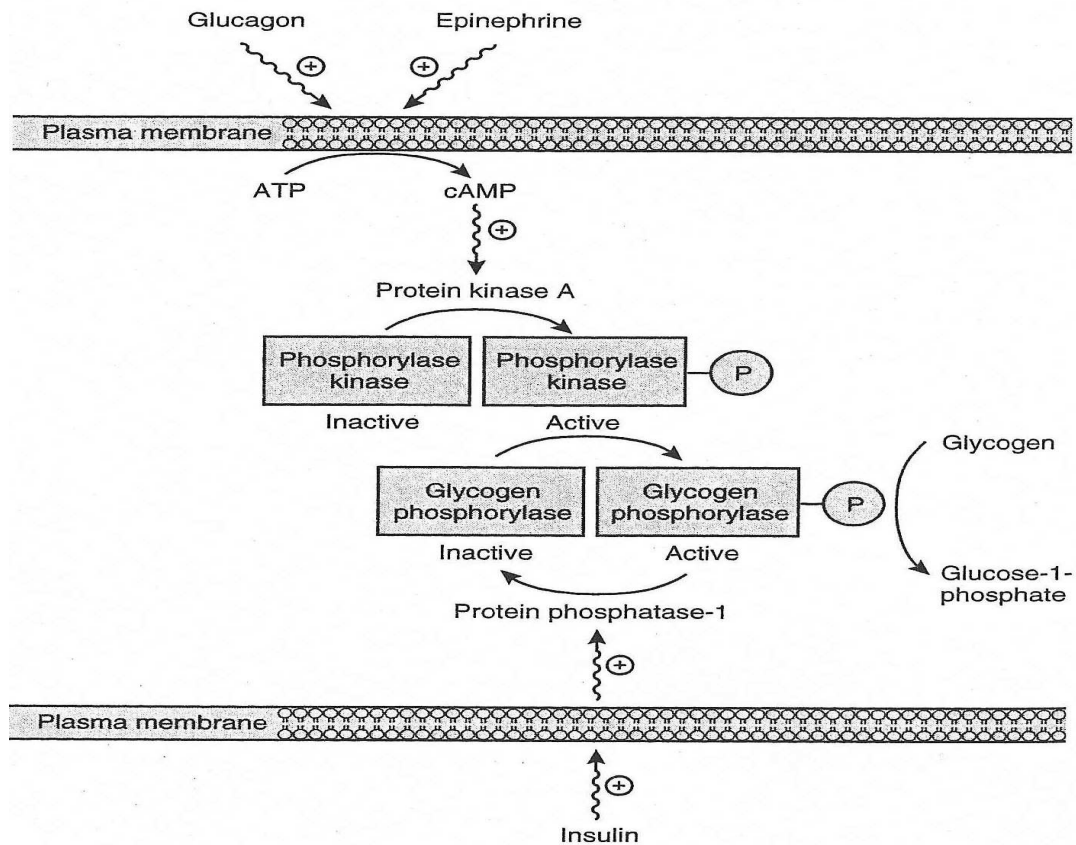 Glucagon
Epinephrine
+
+
Plasma membrane
ATP
cAMP
+
Protein kinase A
Phosphorylase
kinase
Phosphorylase
kinase
P
Inactive
Active
Glycogen
Glycogen
phosphorylase
Glycogen
phosphorylase
P
Inactive
Active
Glucose-1-
phosphate
Protein phosphatase-1
+
Plasma membrane
+
Insulin